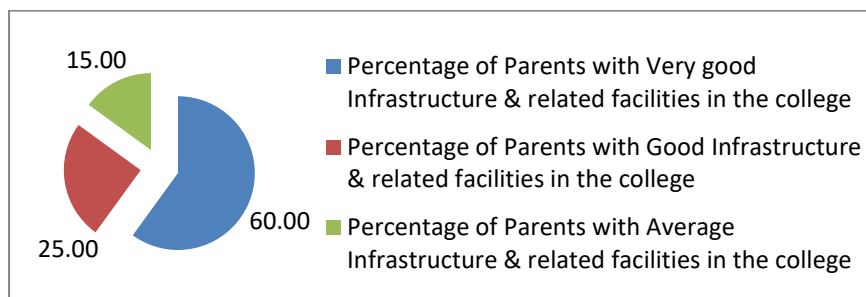 15.00
25.00
60.00
Percentage of Parents with Very good
Infrastructure & related facilities in the college
Percentage of Parents with Good Infrastructure
& related facilities in the college
Percentage of Parents with Average
Infrastructure & related facilities in the college